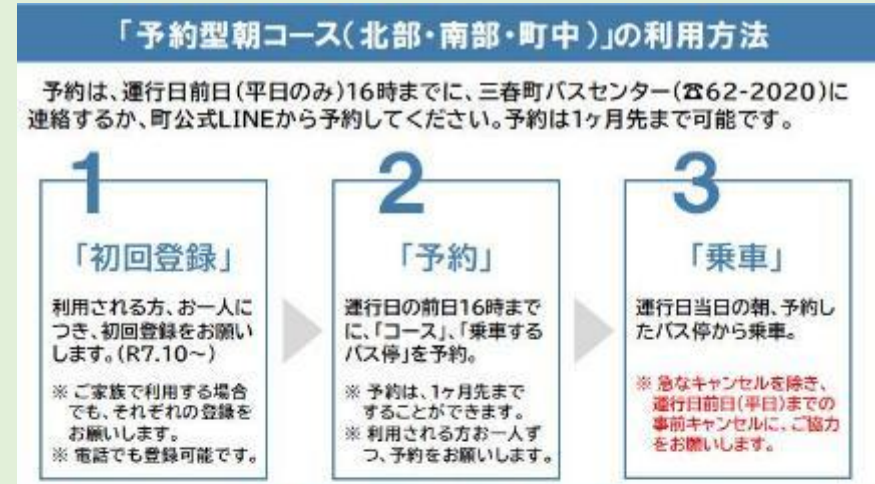 「予約型朝コース(北部・南部・町中)」の利用方法
予約は、運行日前日(平日のみ)16時までに、三春町バスセンター(☎62-2020)に
連絡するか、町公式LINEから予約してください。予約は1ヶ月先まで可能です。
1
「初回登録」
利用される方、お一人に
つき、初回登録をお願い
します。(R7.10～)
※ ご家族で利用する場合
でも、それぞれの登録を
お願いします。
※ 電話でも登録可能です。
2
「予約」
運行日の前日16時まで
に、「コース」、「乗車する
バス停」を予約。
※ 予約は、1ヶ月先まで
することができます。
※ 利用される方お一人ず
つ、予約をお願いします。
3
「乗車」
運行日当日の朝、予約し
たバス停から乗車。
※ 急なキャンセルを除き、
運行日前日(平日)までの
事前キャンセルに、ご協力
をお願いします。